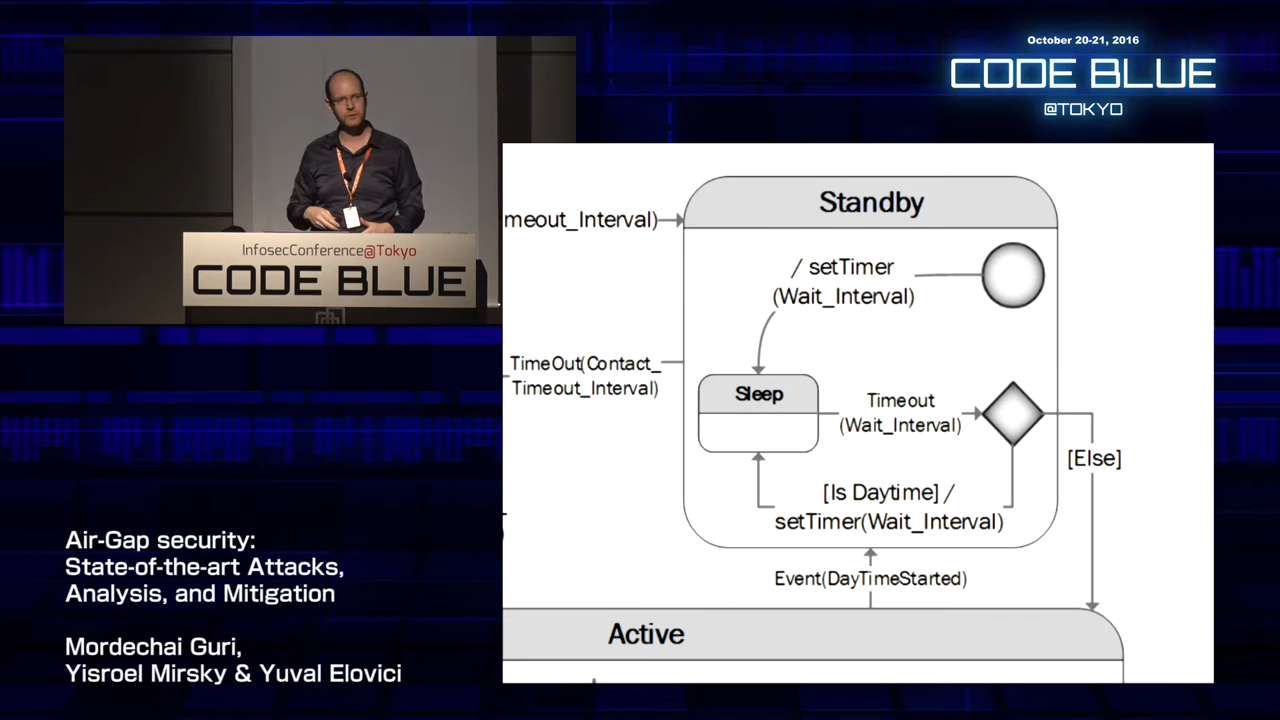 October 20-21, 2016
CODE BLUE
@TOKYO
InfosecConference@Tokyo
CODE BLUE
Standby
meout_Interval)
/ setTimer
(Wait_Interval)
TimeOut(Contact_
Timeout_Interval)
Sleep
Timeout
(Wait_Interval)
[Else]
[Is Daytime] /
setTimer(Wait_Interval)
Event(DayTimeStarted)
Active
Air-Gap security:
State-of-the-art Attacks,
Analysis, and Mitigation
Mordechai Guri,
Yisroel Mirsky & Yuval Elovici